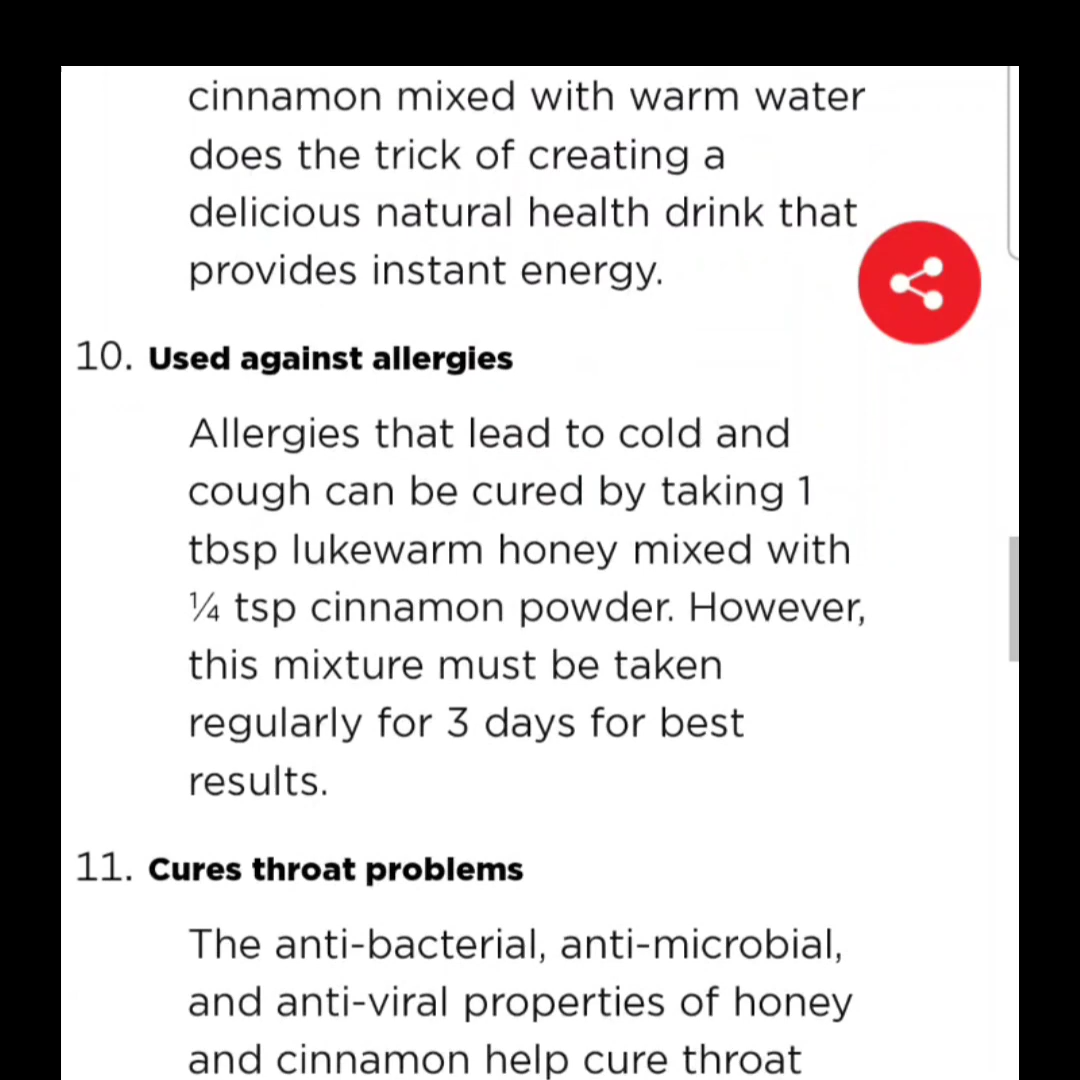 cinnamon mixed with warm water
does the trick of creating a
delicious natural health drink that
provides instant energy.
10. Used against allergies
Allergies that lead to cold and
cough can be cured by taking 1
tbsp lukewarm honey mixed with
¼ tsp cinnamon powder. However,
this mixture must be taken
regularly for 3 days for best
results.
11. Cures throat problems
The anti-bacterial, anti-microbial,
and anti-viral properties of honey
and cinnamon help cure throat